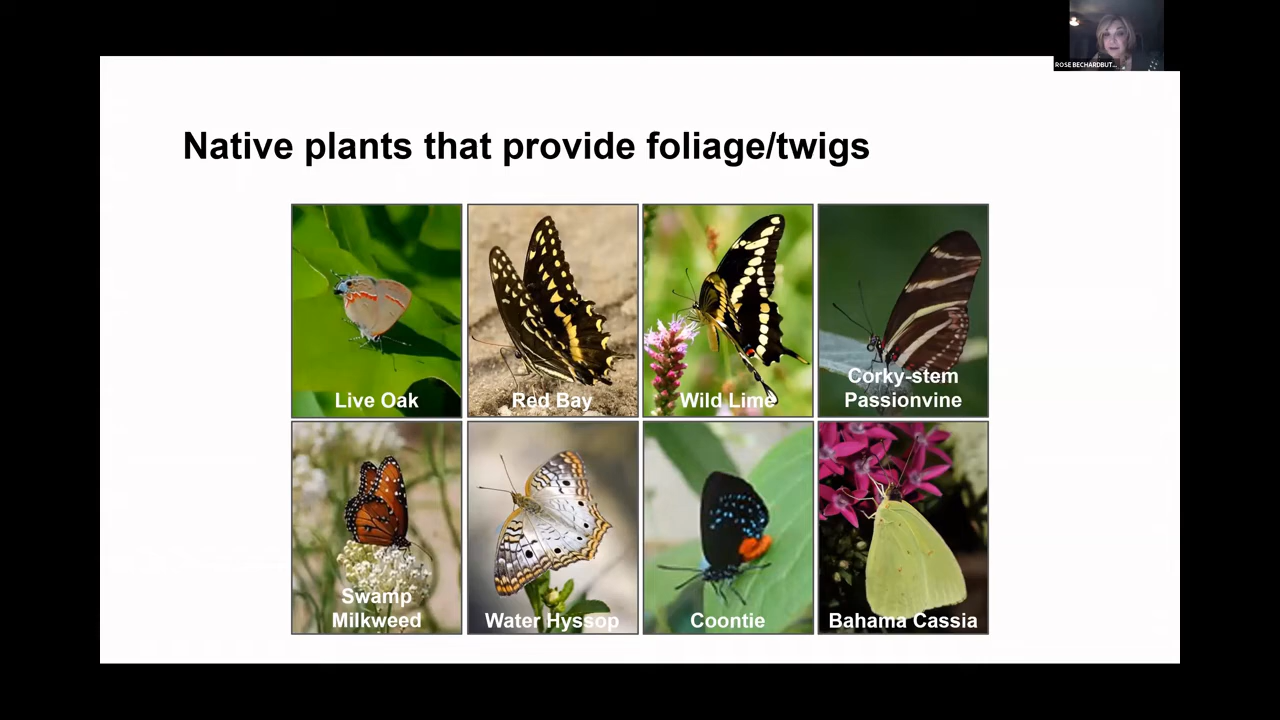 ROSE BECHARDBUT...
Native plants that provide foliage/twigs
Live Oak
Red Bay
Wild Lime
Corky-stem
Passionvine
Swamp
Milkweed
Water Hyssop
Coontie
Bahama Cassia